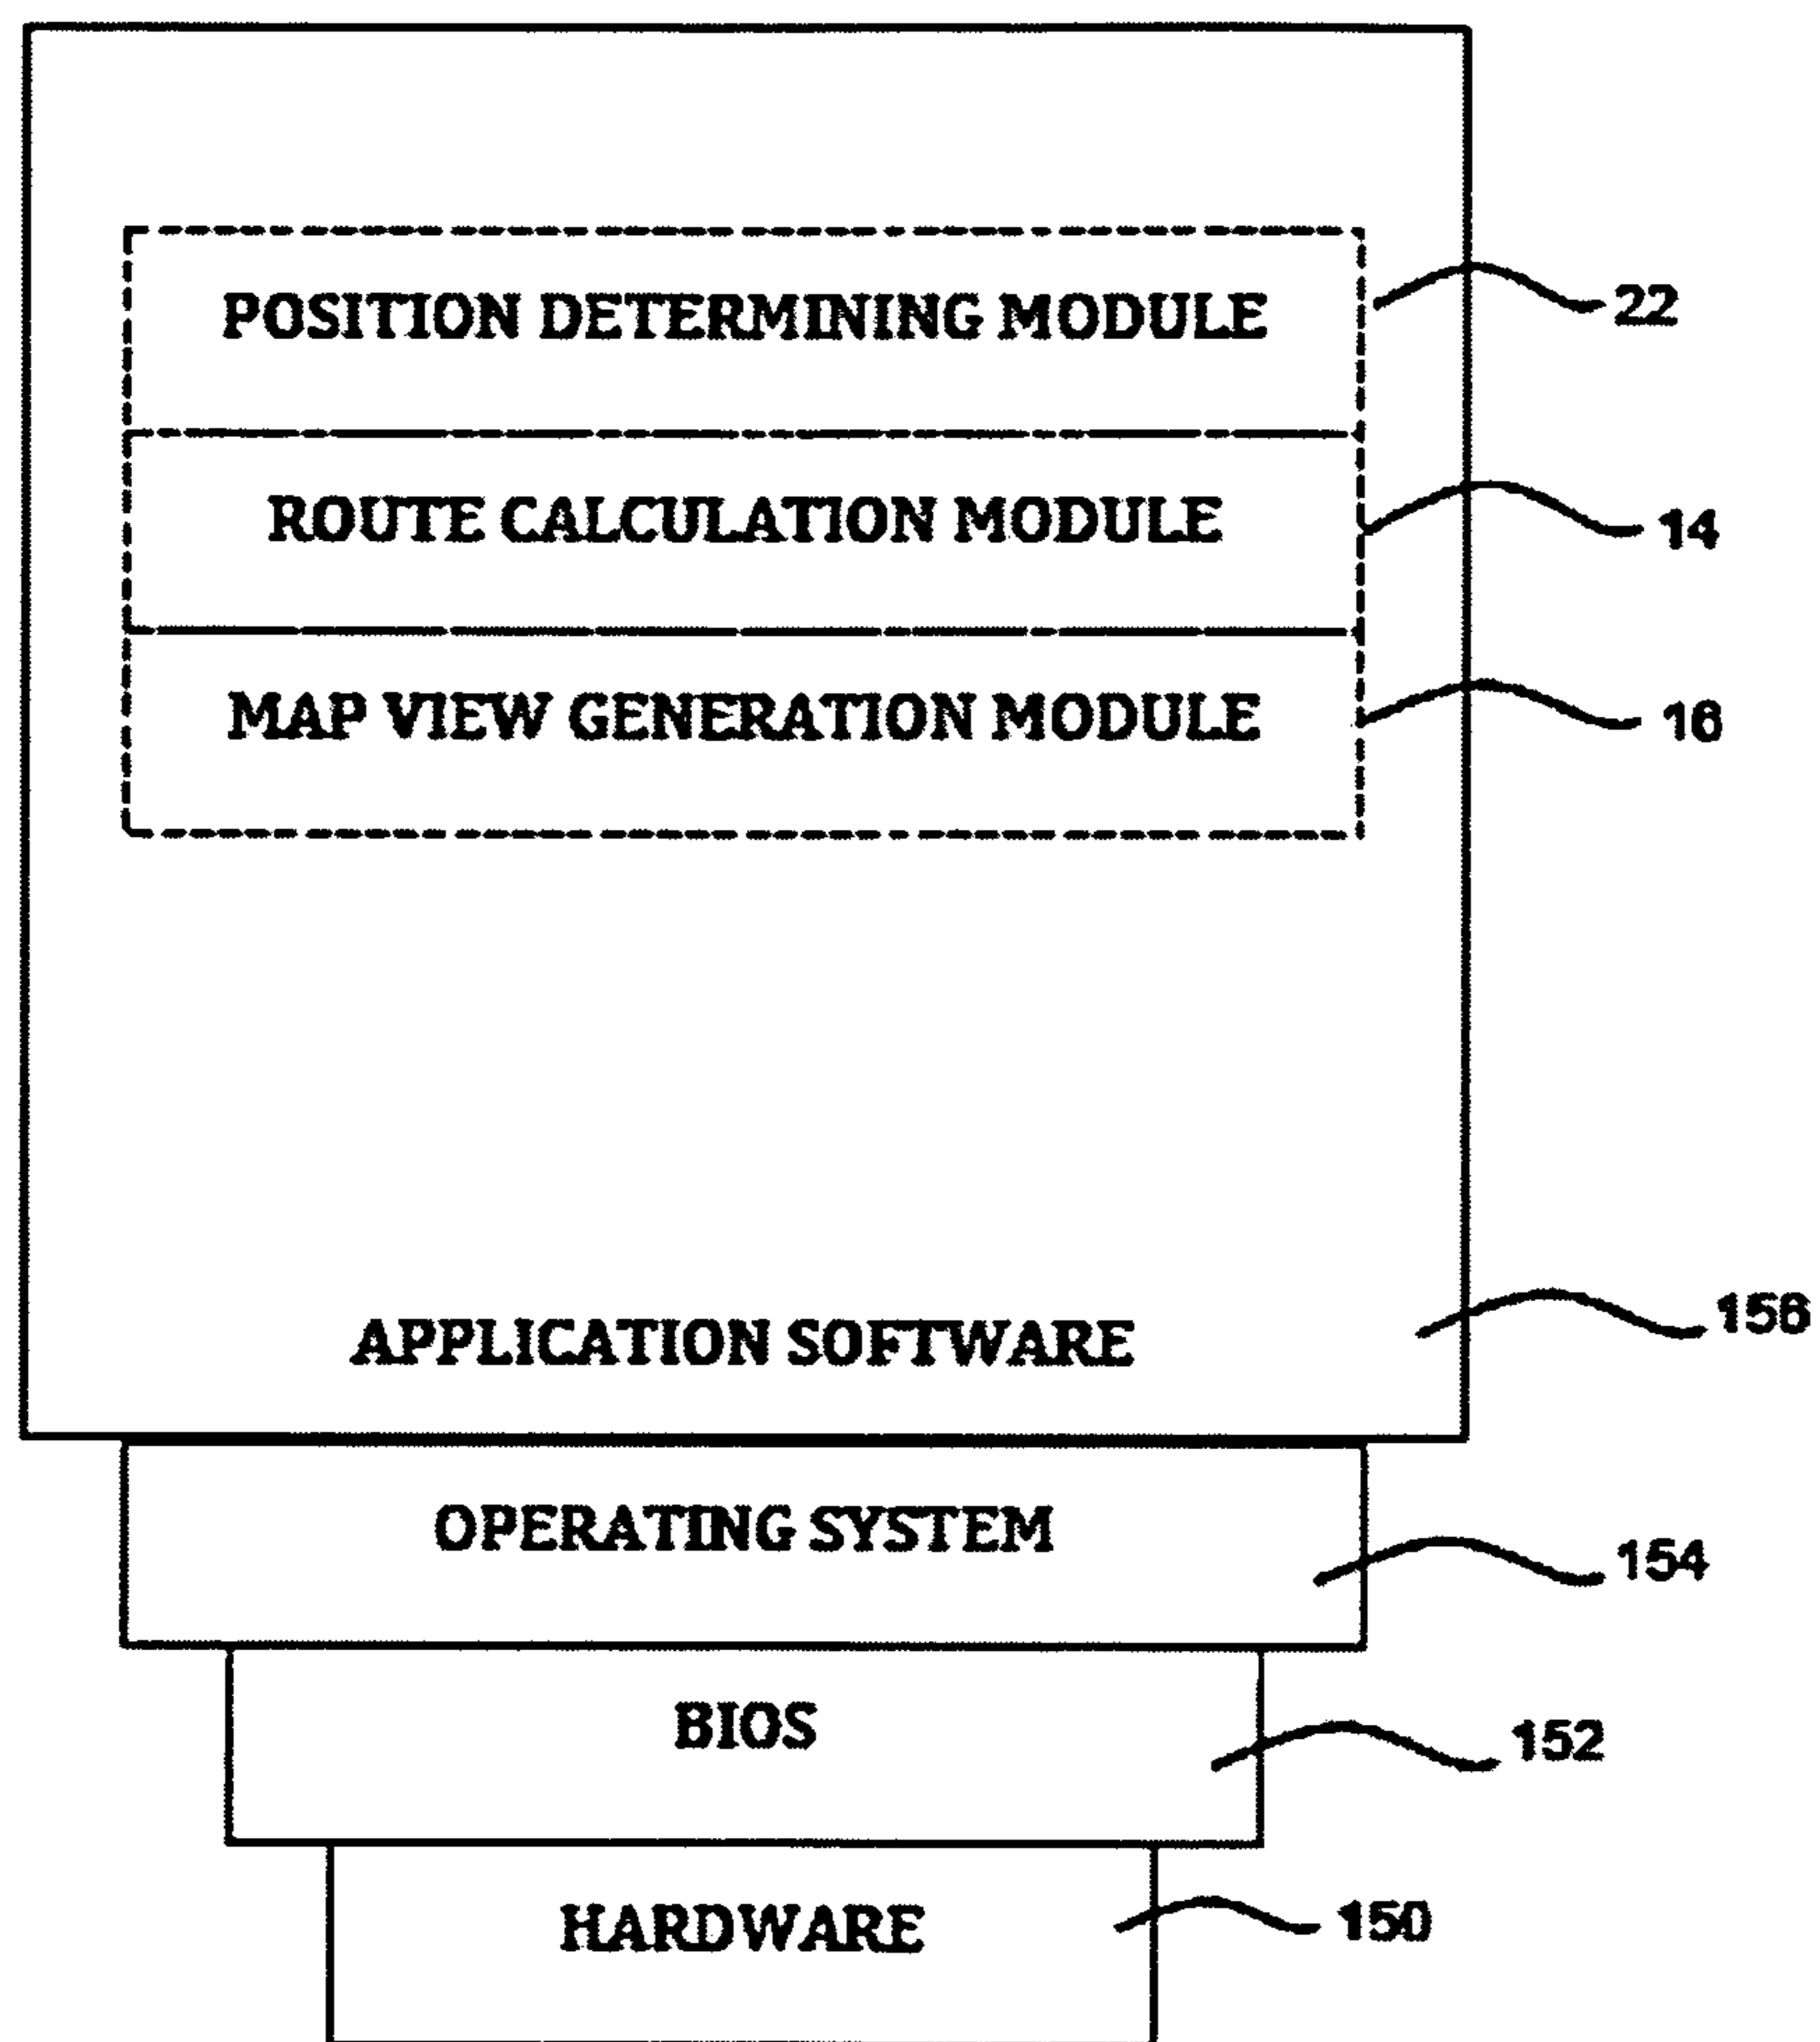 POSITION DETERMINING MODULE
22
ROUTE CALCULATION MODULE
14
MAP VIEW GENERATION MODULE
16
APPLICATION SOFTWARE
156
OPERATING SYSTEM
154
BIOS
152
HARDWARE
150